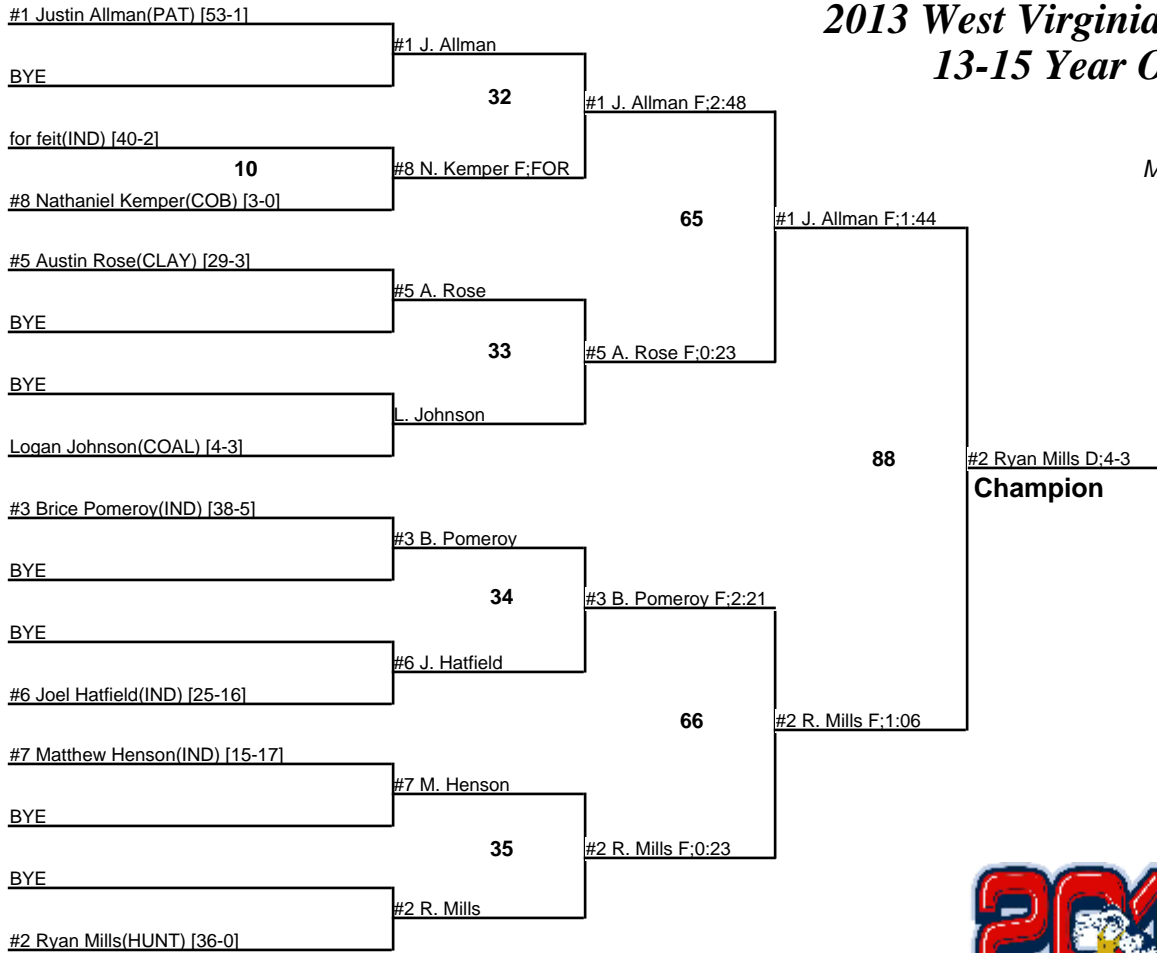 2013 West Virginia
13-15 Year O
M
#1 Justin Allman(PAT) [53-1]
BYE
for feit(IND) [40-2]
10
#8 Nathaniel Kemper(COB) [3-0]
#5 Austin Rose(CLAY) [29-3]
BYE
BYE
Logan Johnson(COAL) [4-3]
#3 Brice Pomeroy(IND) [38-5]
BYE
BYE
#6 Joel Hatfield(IND) [25-16]
#7 Matthew Henson(IND) [15-17]
BYE
BYE
#2 Ryan Mills(HUNT) [36-0]
#1 J. Allman
32
#8 N. Kemper F;FOR
#5 A. Rose
33
L. Johnson
#3 B. Pomeroy
34
#6 J. Hatfield
#7 M. Henson
35
#2 R. Mills
#1 J. Allman F;2:48
65
#5 A. Rose F;0:23
#3 B. Pomeroy F;2:21
66
#2 R. Mills F;0:23
#1 J. Allman F;1:44
88
#2 R. Mills F;1:06
#2 Ryan Mills D;4-3
Champion